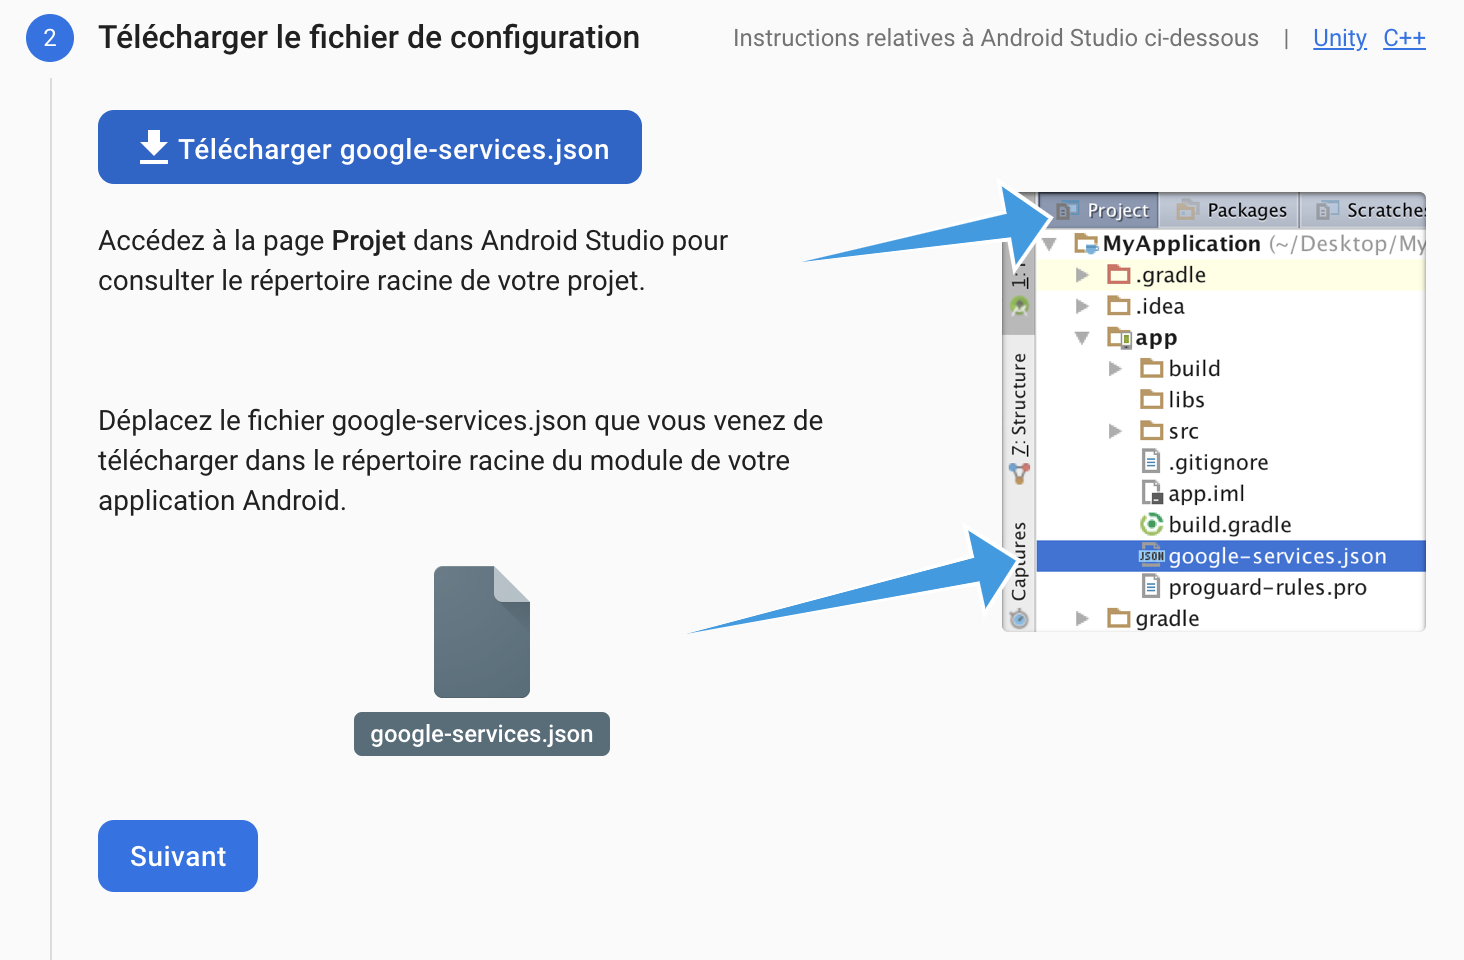 2
Télécharger le fichier de configuration
Instructions relatives à Android Studio ci-dessous | Unity C++
Télécharger google-services.json
Accédez à la page Projet dans Android Studio pour
consulter le répertoire racine de votre projet.
Déplacez le fichier google-services.json que vous venez de
télécharger dans le répertoire racine du module de votre
application Android.
google-services.json
Suivant
Project Packages Scratches
MyApplication (~/Desktop/My
.gradle
.idea
app
build
libs
src
.gitignore
app.iml
build.gradle
JSON google-services.json
proguard-rules.pro
gradle
1:
Z: Structure
Captures